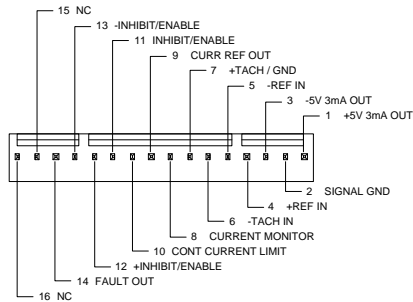 15 NC
13 -INHIBIT/ENABLE
11 INHIBIT/ENABLE
9 CURR REF OUT
7 +TACH / GND
5 -REF IN
3 -5V 3mA OUT
1 +5V 3mA OUT
2 SIGNAL GND
4 +REF IN
6 -TACH IN
8 CURRENT MONITOR
10 CONT CURRENT LIMIT
12 +INHIBIT/ENABLE
14 FAULT OUT
16 NC